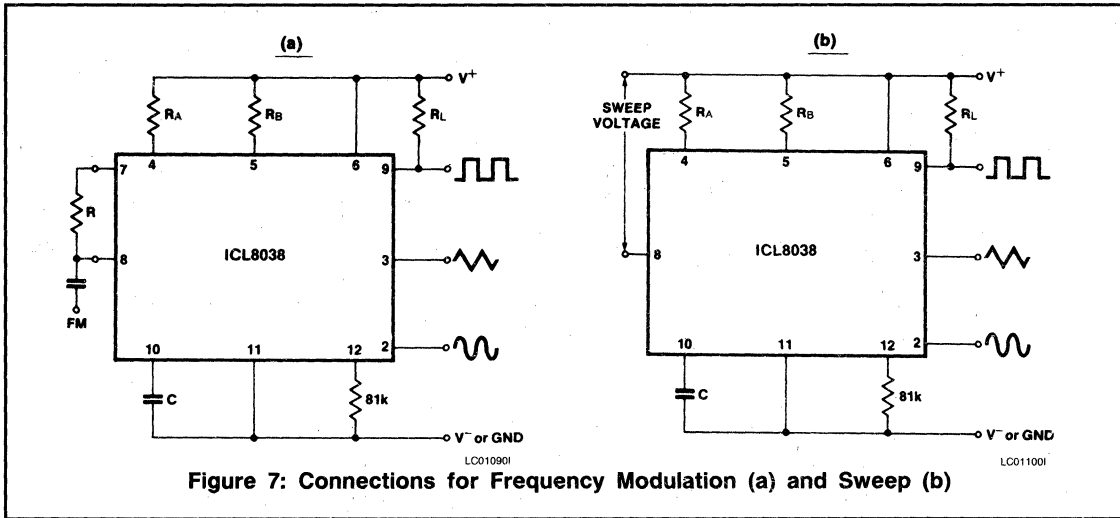 (a)
V+
RA
RB
RL
4
5
6
7
9
R
8
ICL8038
3
FM
2
10
11
12
C
81k
V− or GND
LC01090I
(b)
V+
SWEEP
VOLTAGE
RA
RB
RL
4
5
6
9
8
ICL8038
3
2
10
11
12
C
81k
V− or GND
LC01100I
Figure 7: Connections for Frequency Modulation (a) and Sweep (b)